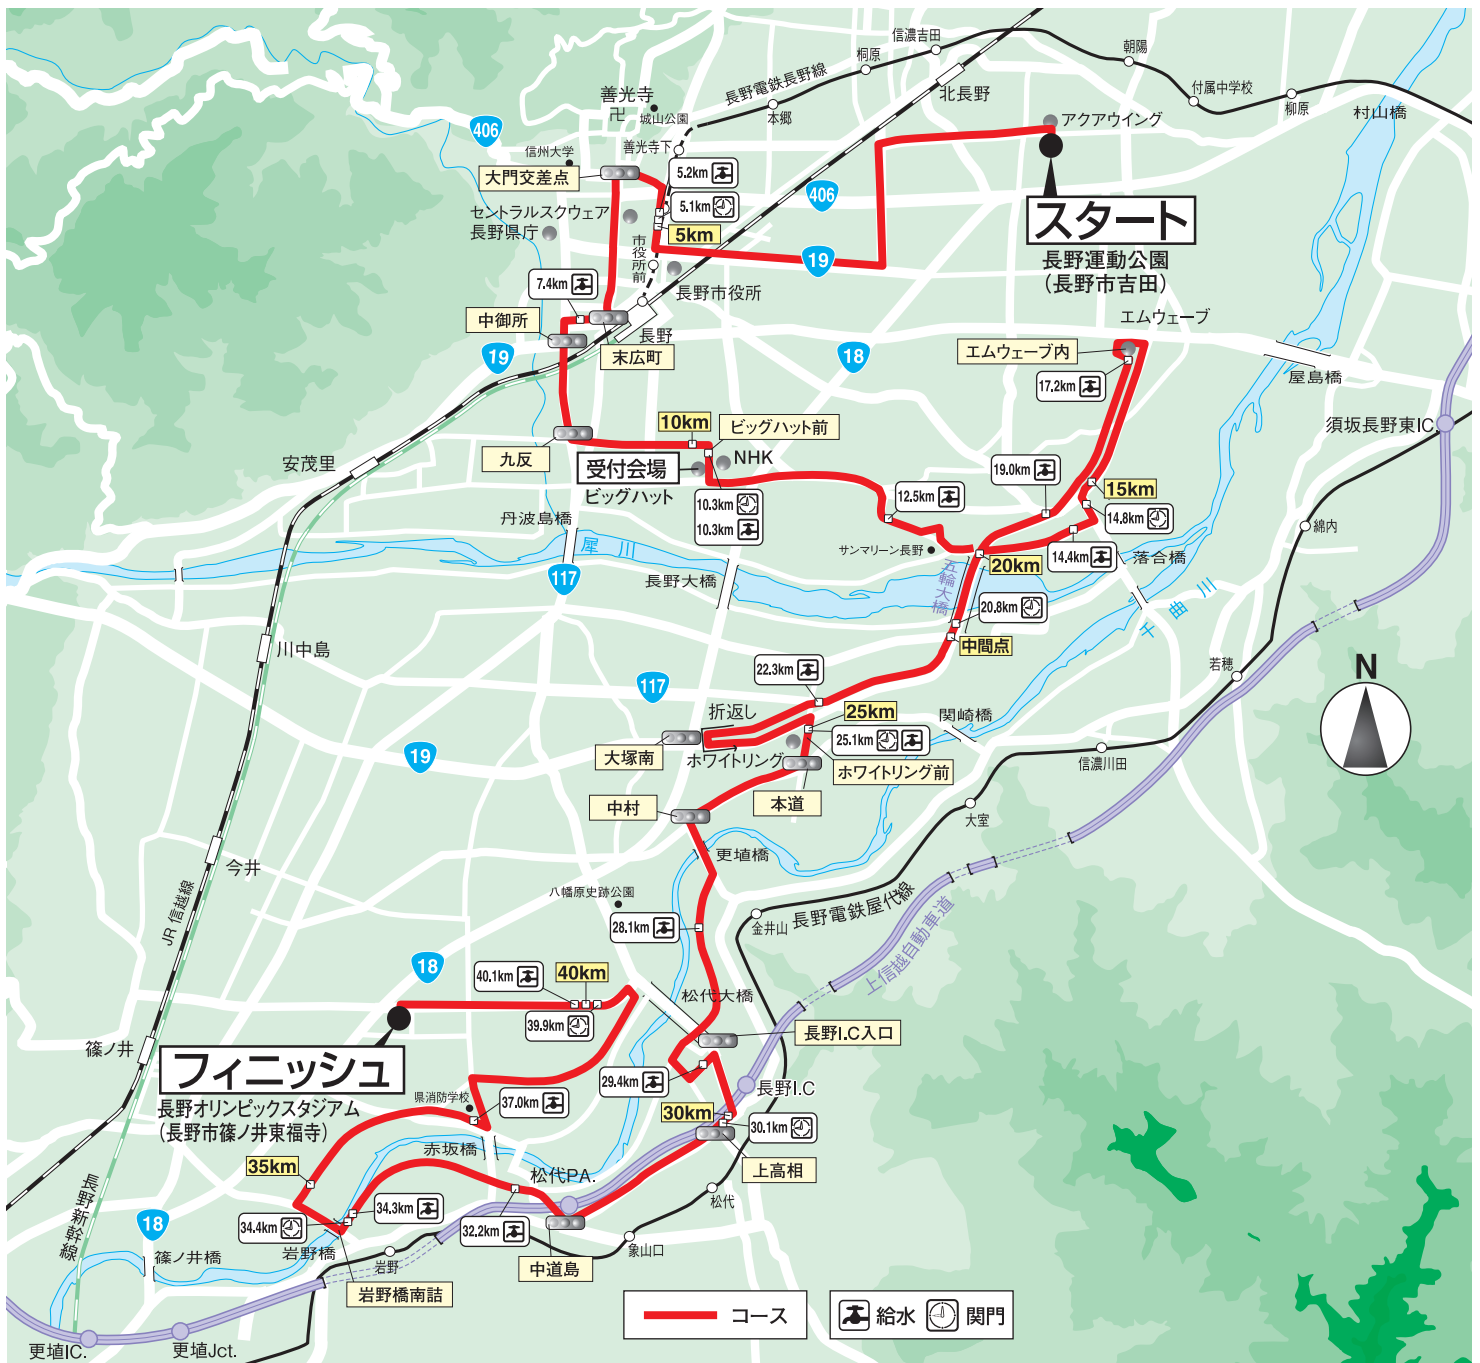 信濃吉田
朝陽
桐原
付属中学校
柳原
村山橋
長野電鉄長野線
北長野
本郷
善光寺
卍
城山公園
アクアウイング
406
信州大学
善光寺下
大門交差点
5.2km
5.1km
406
5km
スタート
長野運動公園
(長野市吉田)
セントラルスクウェア
長野県庁
市役所前
19
7.4km
長野市役所
中御所
長野
末広町
19
18
エムウェーブ
エムウェーブ内
17.2km
屋島橋
須坂長野東IC
10km
ビッグハット前
九反
安茂里
受付会場
NHK
ビッグハット
10.3km
10.3km
19.0km
15km
12.5km
14.8km
綿内
丹波島橋
犀川
サンマリーン長野
14.4km
落合橋
20km
五輪大橋
117
長野大橋
千曲川
20.8km
中間点
川中島
若穂
N
22.3km
117
折返し
25km
関崎橋
25.1km
大塚南
ホワイトリング
ホワイトリング前
信濃川田
19
本道
中村
大室
更埴橋
今井
JR信越線
八幡原史跡公園
金井山
長野電鉄屋代線
上信越自動車道
28.1km
18
40.1km
40km
39.9km
松代大橋
長野I.C入口
篠ノ井
フィニッシュ
長野オリンピックスタジアム
(長野市篠ノ井東福寺)
県消防学校
37.0km
29.4km
長野I.C
30km
30.1km
上高相
赤坂橋
35km
松代PA.
松代
長野新幹線
18
34.4km
34.3km
32.2km
岩野橋
篠ノ井橋
岩野
象山口
中道島
岩野橋南詰
コース
給水
関門
更埴IC.
更埴Jct.